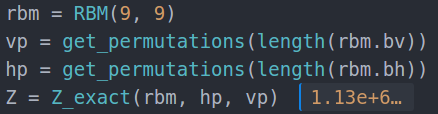 rbm = RBM(9, 9)
vp = get_permutations(length(rbm.bv))
hp = get_permutations(length(rbm.bh))
Z = Z_exact(rbm, hp, vp) 1.13e+6…